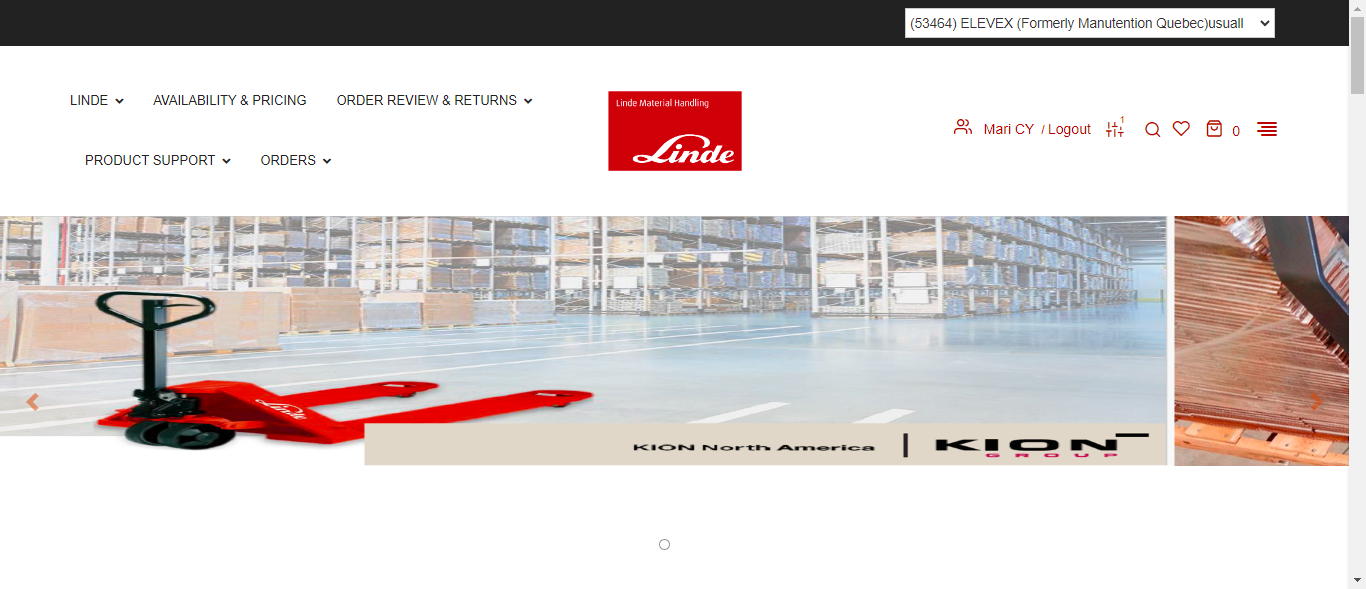 (53464) ELEVEX (Formerly Manutention Quebec)usuall
LINDE
AVAILABILITY & PRICING
ORDER REVIEW & RETURNS
PRODUCT SUPPORT
ORDERS
Linde Material Handling
Linde
Mari CY / Logout
1
0
Linde
KION North America
KION
GROUP